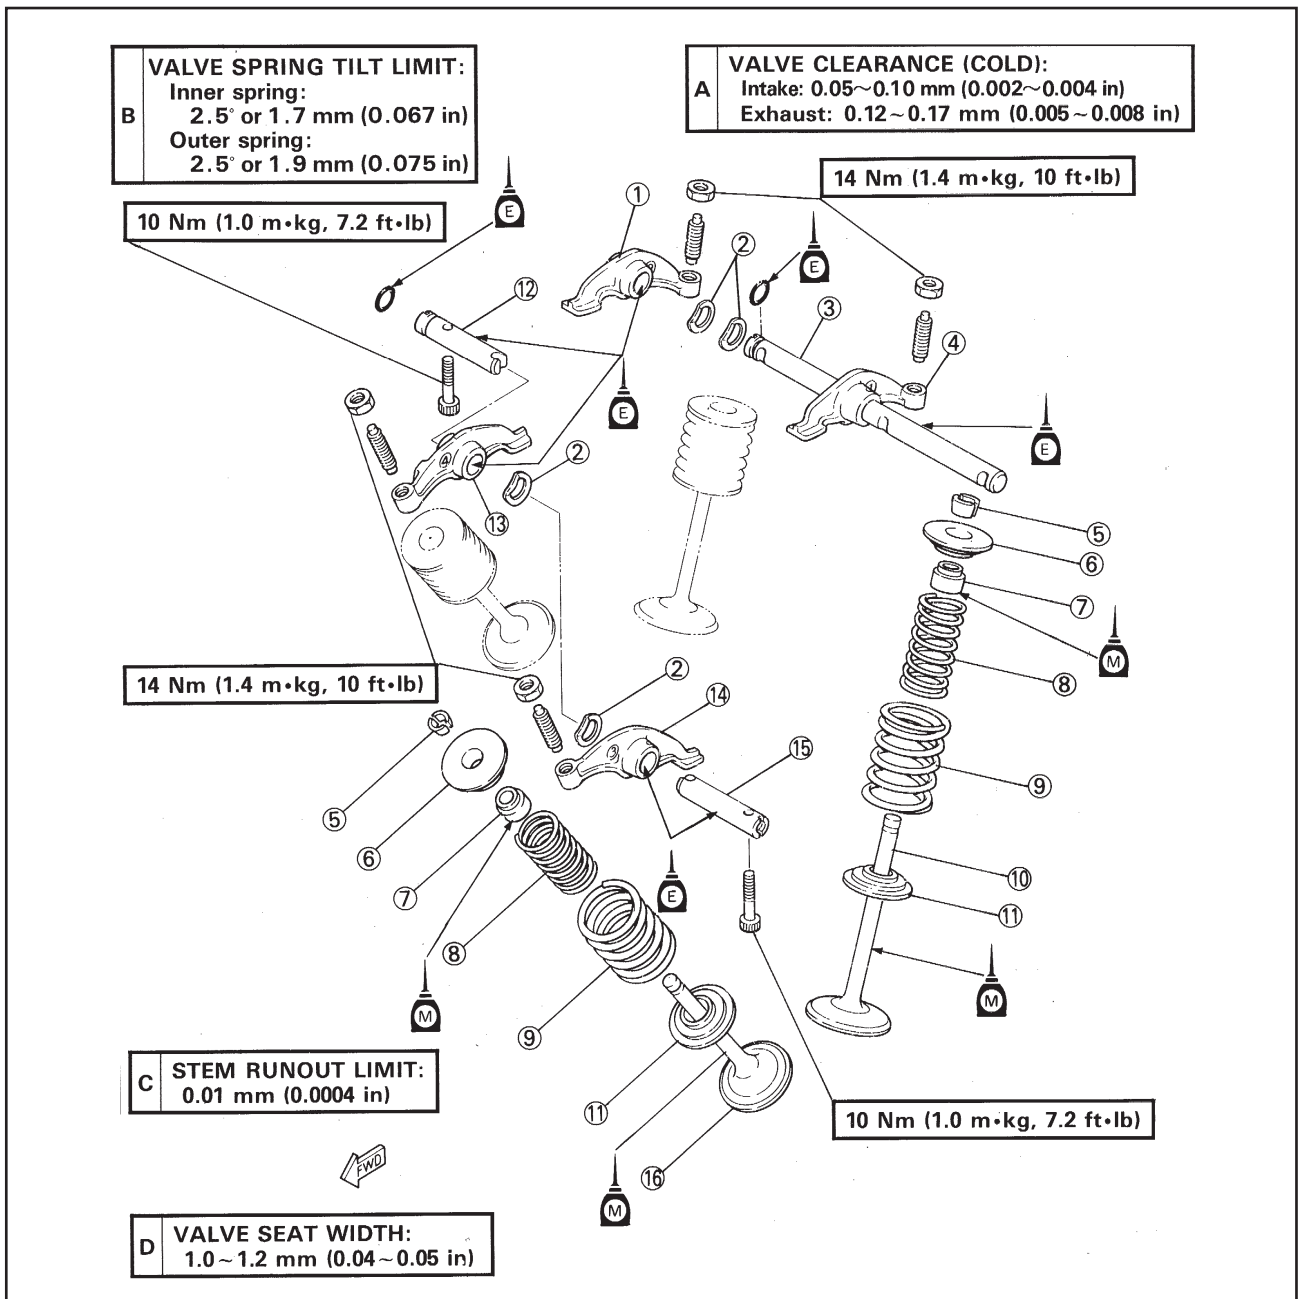 B
VALVE SPRING TILT LIMIT:
Inner spring:
2.5° or 1.7 mm (0.067 in)
Outer spring:
2.5° or 1.9 mm (0.075 in)
A
VALVE CLEARANCE (COLD):
Intake: 0.05~0.10 mm (0.002~0.004 in)
Exhaust: 0.12~0.17 mm (0.005~0.008 in)
14 Nm (1.4 m•kg, 10 ft•lb)
10 Nm (1.0 m•kg, 7.2 ft•lb)
E
①
②
E
⑫
③
④
E
E
②
⑬
⑤
⑥
⑦
M
⑧
14 Nm (1.4 m•kg, 10 ft•lb)
②
⑭
⑮
⑨
⑤
⑥
⑦
⑧
E
⑩
⑪
M
M
⑨
⑪
⑯
M
C
STEM RUNOUT LIMIT:
0.01 mm (0.0004 in)
10 Nm (1.0 m•kg, 7.2 ft•lb)
FWD
D
VALVE SEAT WIDTH:
1.0~1.2 mm (0.04~0.05 in)